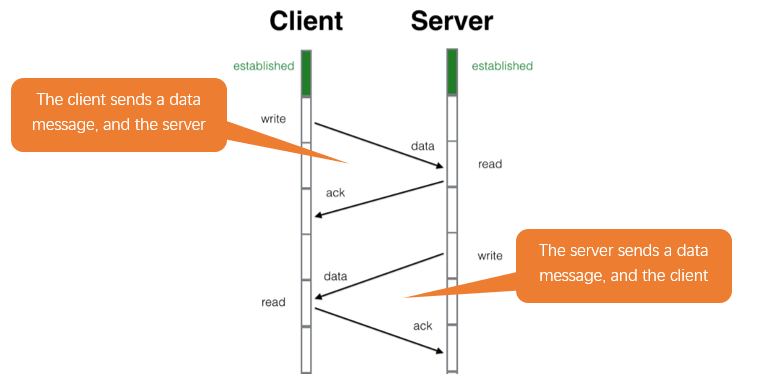 Client Server
established established
The client sends a data
message, and the server
write
data
read
ack
The server sends a data
message, and the client
write
data
read
ack